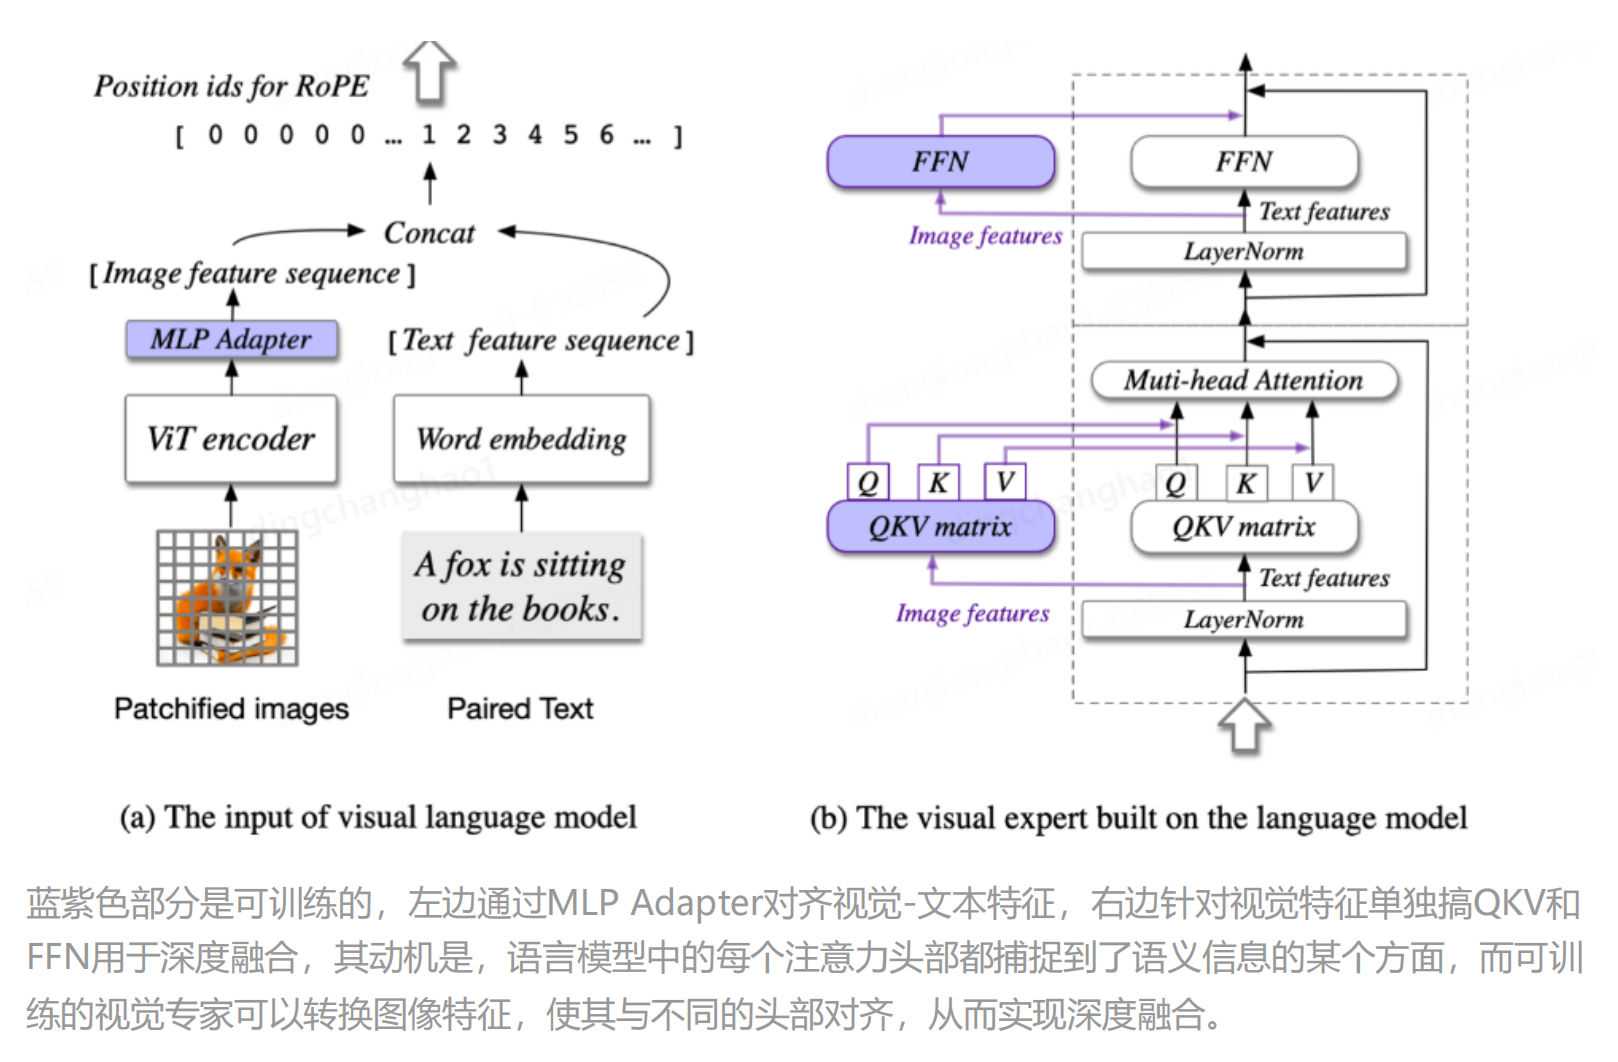 Position ids for RoPE
[ 0 0 0 0 0 ... 1 2 3 4 5 6 ... ]
Concat
[Image feature sequence]
MLP Adapter
[Text feature sequence]
ViT encoder
Word embedding
A fox is sitting
on the books.
Patchified images
Paired Text
(a) The input of visual language model
FFN
FFN
Text features
Image features
LayerNorm
Muti-head Attention
Q K V
Q K V
QKV matrix
QKV matrix
Text features
Image features
LayerNorm
(b) The visual expert built on the language model
蓝紫色部分是可训练的，左边通过MLP Adapter对齐视觉-文本特征，右边针对视觉特征单独搞QKV和
FFN用于深度融合，其动机是，语言模型中的每个注意力头部都捕捉到了语义信息的某个方面，而可训
练的视觉专家可以转换图像特征，使其与不同的头部对齐，从而实现深度融合。